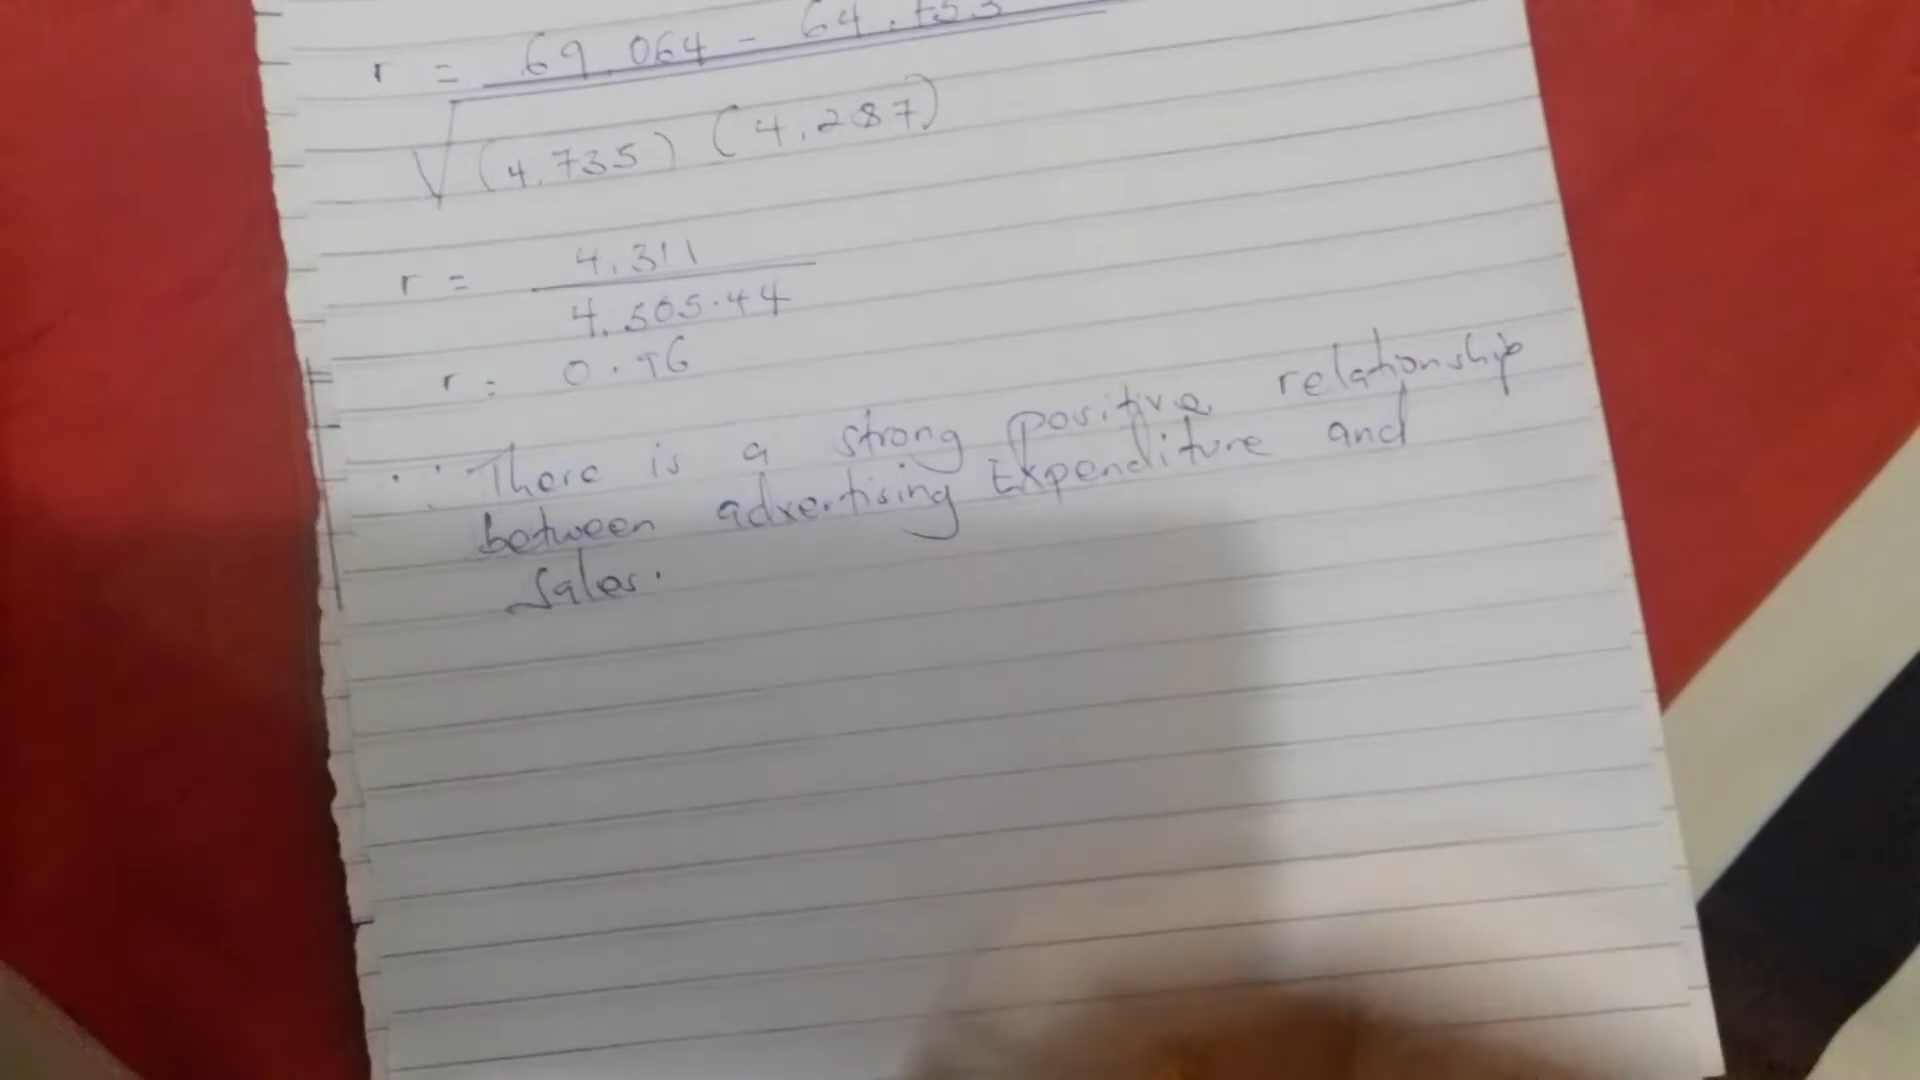 r = 69,064 - 64,753
√(4,735) (4,287)
r = 4,311
4,505.44
r = 0.96
∴ There is a strong positive relationship
between advertising Expenditure and
Sales.